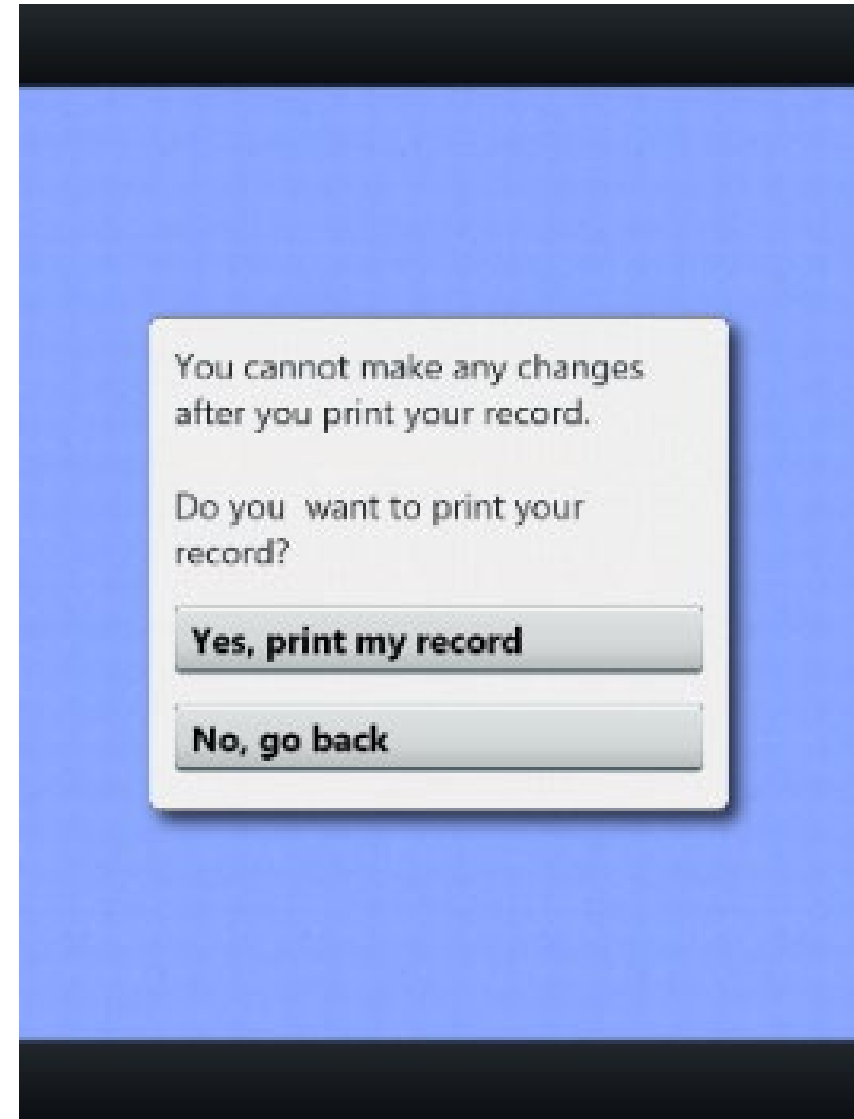 You cannot make any changes
after you print your record.
Do you  want to print your
record?
Yes, print my record
No, go back